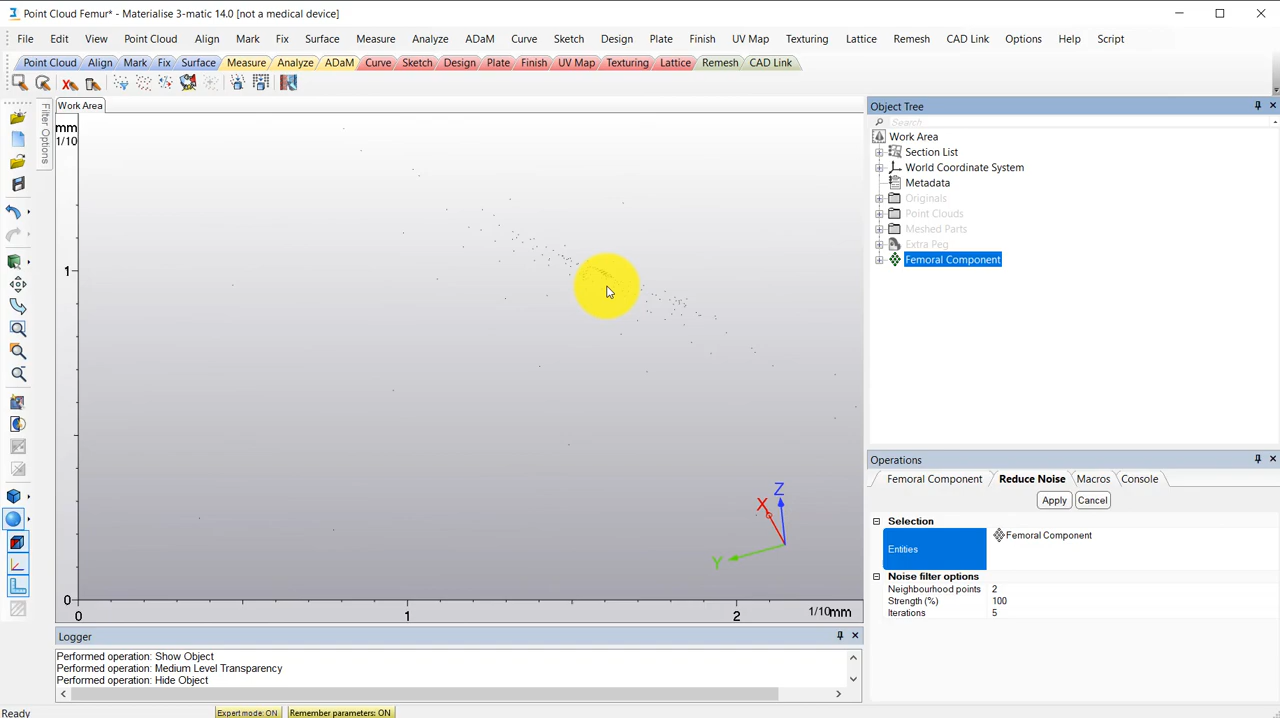 Point Cloud Femur* - Materialise 3-matic 14.0 [not a medical device]
File Edit View Point Cloud Align Mark Fix Surface Measure Analyze ADaM Curve Sketch Design Plate Finish UV Map Texturing Lattice Remesh CAD Link Options Help Script
Point Cloud Align Mark Fix Surface Measure Analyze ADaM Curve Sketch Design Plate Finish UV Map Texturing Lattice Remesh CAD Link
Filter Options
Work Area
mm
1/10
1
0
0
1
2
1/10mm
X
Y
Z
Object Tree
Search
Work Area
Section List
World Coordinate System
Metadata
Originals
Point Clouds
Meshed Parts
Extra Peg
Femoral Component
Operations
Femoral Component Reduce Noise Macros Console
Apply Cancel
Selection
Entities Femoral Component
Noise filter options
Neighbourhood points 2
Strength (%) 100
Iterations 5
Logger
Performed operation: Show Object
Performed operation: Medium Level Transparency
Performed operation: Hide Object
Ready Expert mode: ON Remember parameters: ON